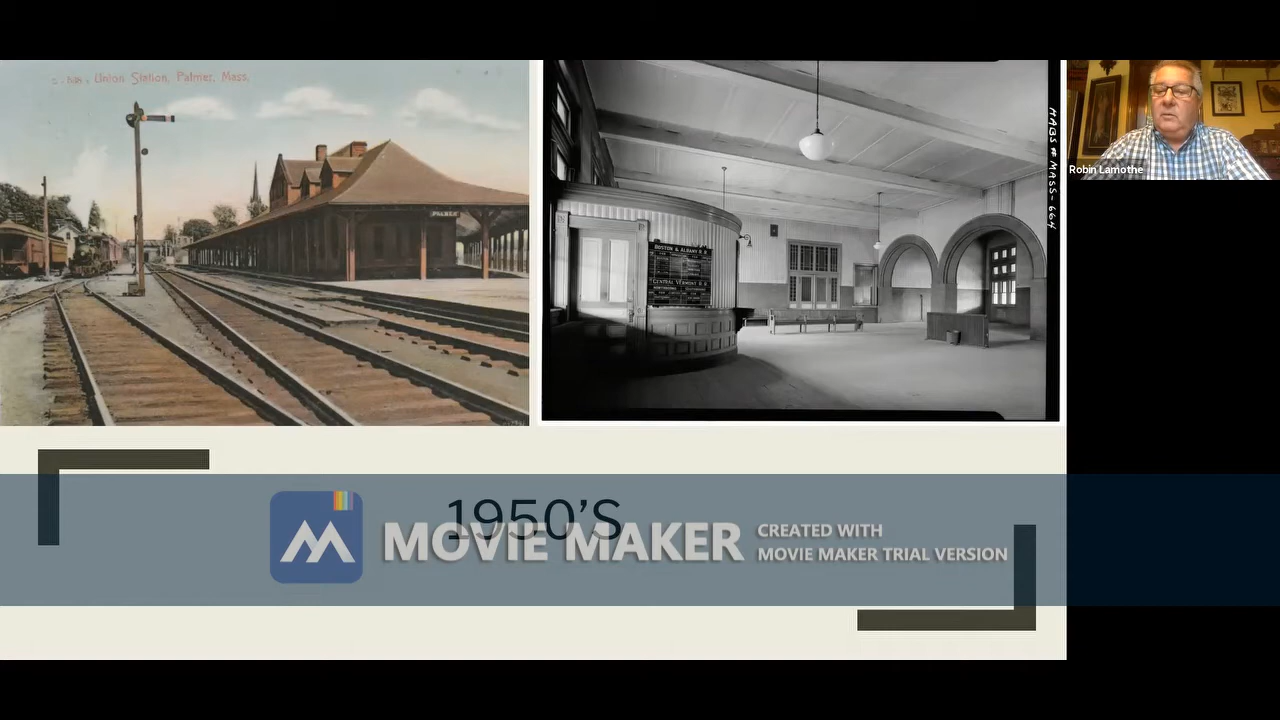 Union Station, Palmer, Mass.
PALMER
BOSTON & ALBANY R R
CENTRAL VERMONT R R
HABS # MASS-664
Robin Lamothe
1950'S
MOVIE MAKER
CREATED WITH
MOVIE MAKER TRIAL VERSION